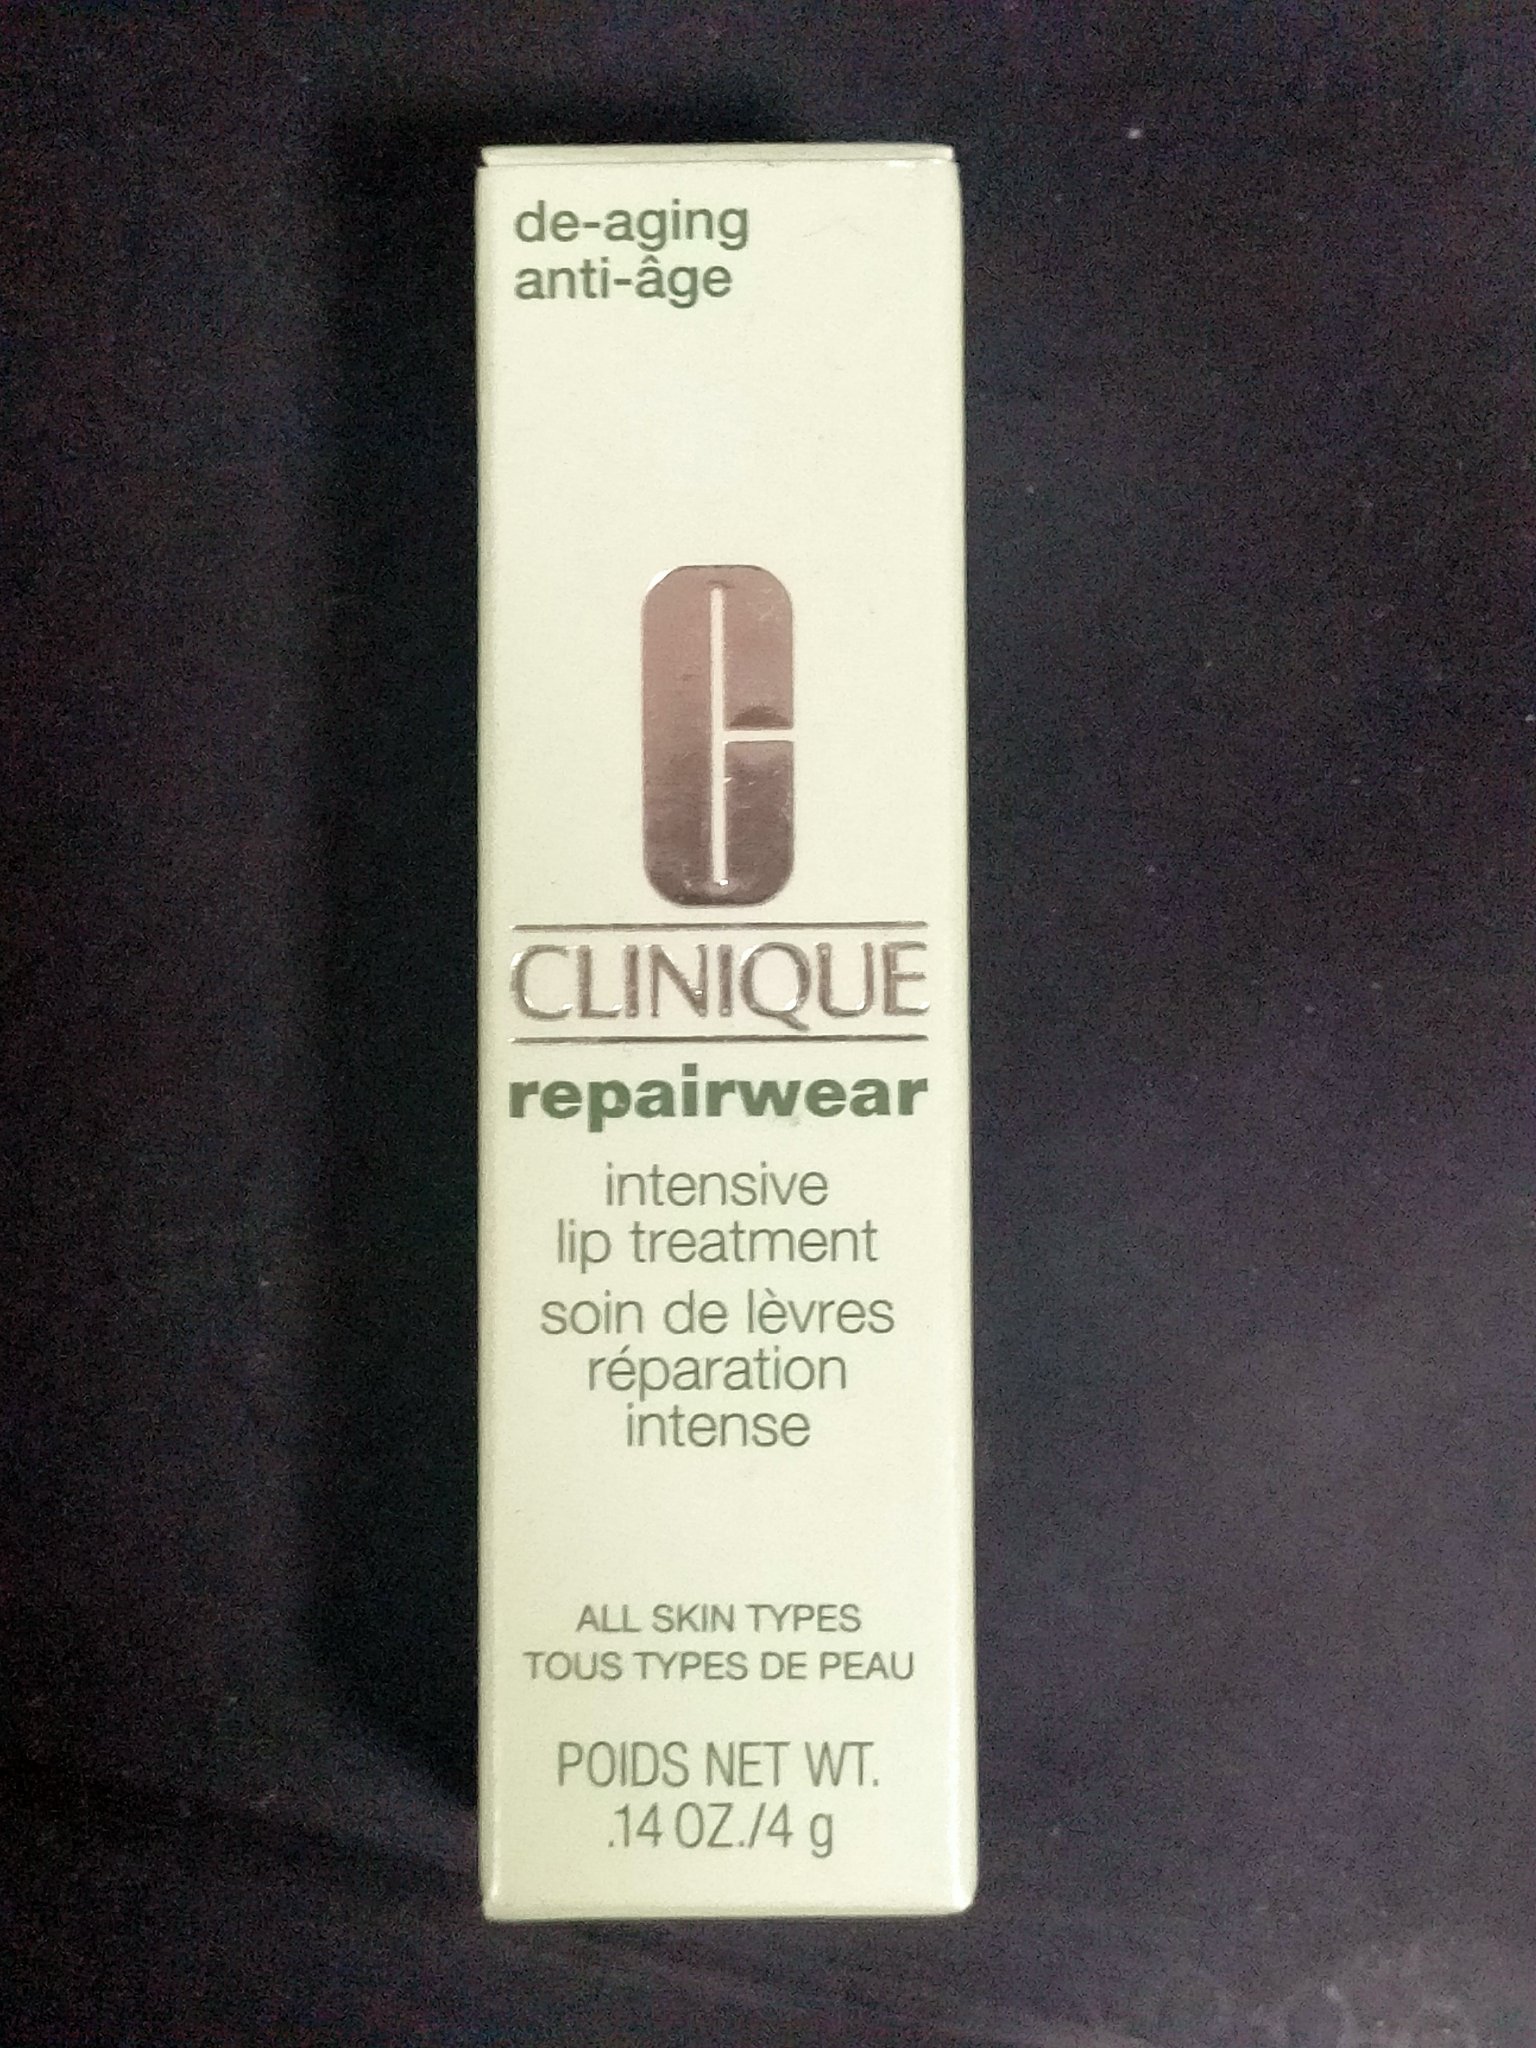 de-aging
anti-âge
C
CLINIQUE
repairwear
intensive
lip treatment
soin de lèvres
réparation
intense
ALL SKIN TYPES
TOUS TYPES DE PEAU
POIDS NET WT.
.14 OZ./4 g